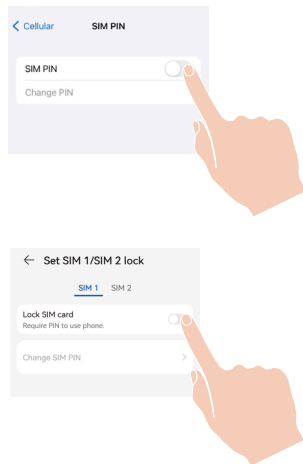 Cellular SIM PIN
SIM PIN
Change PIN
Set SIM 1/SIM 2 lock
SIM 1 SIM 2
Lock SIM card
Require PIN to use phone.
Change SIM PIN